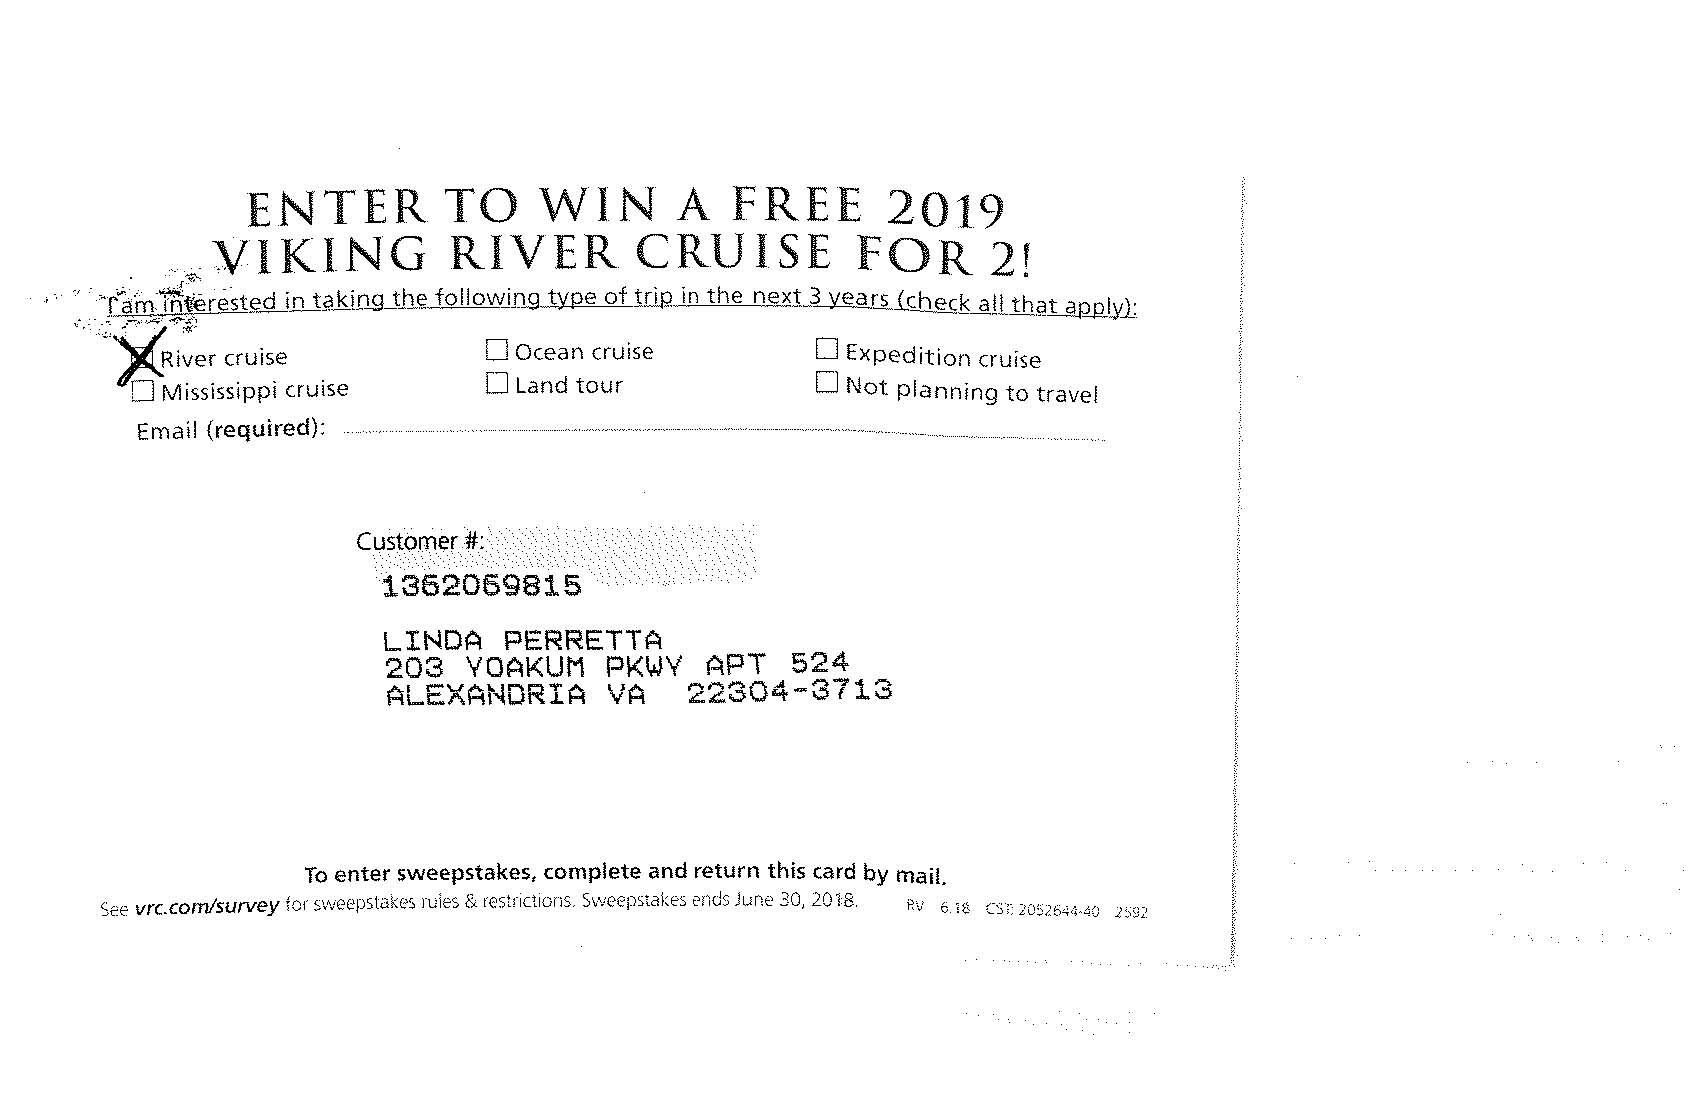 ENTER TO WIN A FREE 2019
VIKING RIVER CRUISE FOR 2!
I am interested in taking the following type of trip in the next 3 years (check all that apply):
River cruise Ocean cruise Expedition cruise
Mississippi cruise Land tour Not planning to travel
Email (required):
Customer #:
1362069815
LINDA PERRETTA
203 YOAKUM PKWY APT 524
ALEXANDRIA VA 22304-3713
To enter sweepstakes, complete and return this card by mail.
See vrc.com/survey for sweepstakes rules & restrictions. Sweepstakes ends June 30, 2018. RV 6.18 CST: 2052644-40 2592